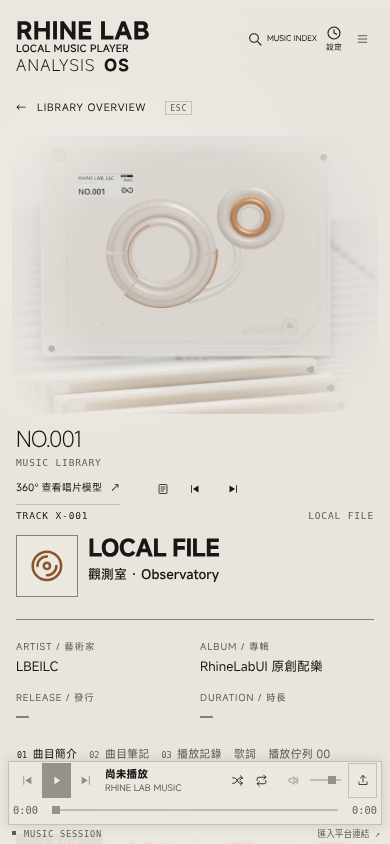 RHINE LAB
LOCAL MUSIC PLAYER
ANALYSIS OS
MUSIC INDEX
設定
← LIBRARY OVERVIEW ESC
RHINE LAB, LLC.
NO.001
NO.001
MUSIC LIBRARY
360° 查看唱片模型 ↗
TRACK X-001 LOCAL FILE
LOCAL FILE
觀測室 · Observatory
ARTIST / 藝術家 ALBUM / 專輯
LBEILC RhineLabUI 原創配樂
RELEASE / 發行 DURATION / 時長
— —
01 曲目簡介 02 曲目筆記 03 播放記錄 歌詞 播放佇列 00
尚未播放
RHINE LAB MUSIC
0:00 0:00
MUSIC SESSION 匯入平台連結 ↗